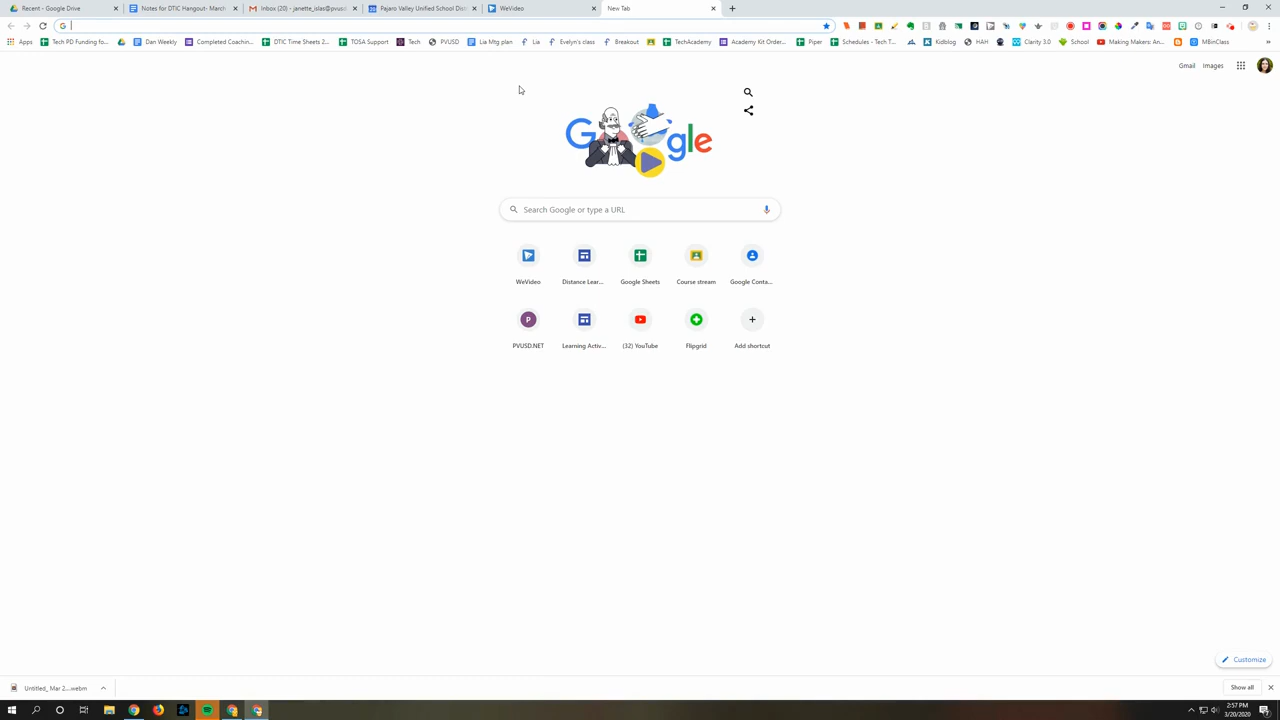 Recent - Google Drive
Notes for DTIC Hangout- March
Inbox (20) - janette_islas@pvusd
Pajaro Valley Unified School Dist
WeVideo
New Tab
Apps
Tech PD Funding fo...
Dan Weekly
Completed Coachin...
DTIC Time Sheets 2...
TOSA Support
Tech
PVUSD
Lia Mtg plan
Lia
Evelyn's class
Breakout
TechAcademy
Academy Kit Order...
Piper
Schedules - Tech T...
Kidblog
HAH
Clarity 3.0
School
Making Makers: An...
MBinClass
»
Gmail
Images
Google
Search Google or type a URL
WeVideo
Distance Lear...
Google Sheets
Course stream
Google Conta...
P
PVUSD.NET
Learning Activ...
(32) YouTube
Flipgrid
Add shortcut
Customize
Untitled_ Mar 2....webm
Show all
2:57 PM
3/20/2020